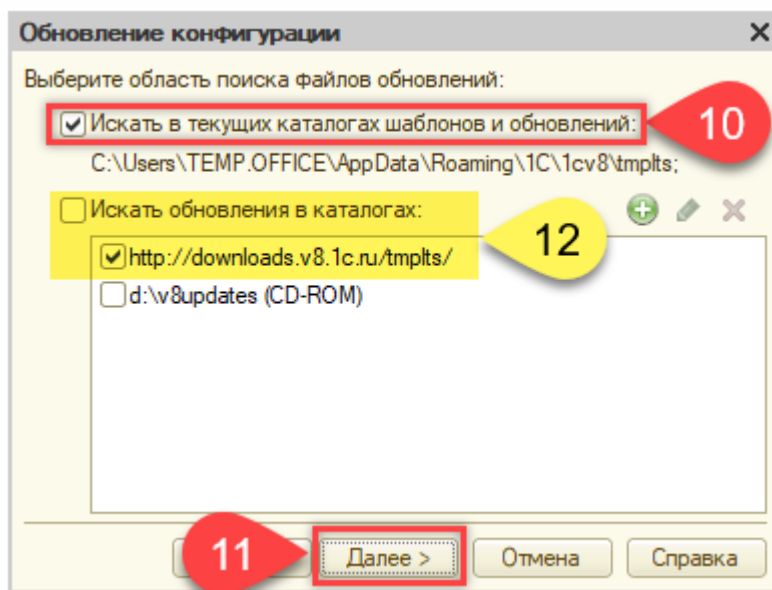 Обновление конфигурации
Выберите область поиска файлов обновлений:
Искать в текущих каталогах шаблонов и обновлений:
10
C:\Users\TEMP.OFFICE\AppData\Roaming\1C\1cv8\tmplts;
Искать обновления в каталогах:
12
http://downloads.v8.1c.ru/tmplts/
d:\v8updates (CD-ROM)
11
Далее >
Отмена
Справка